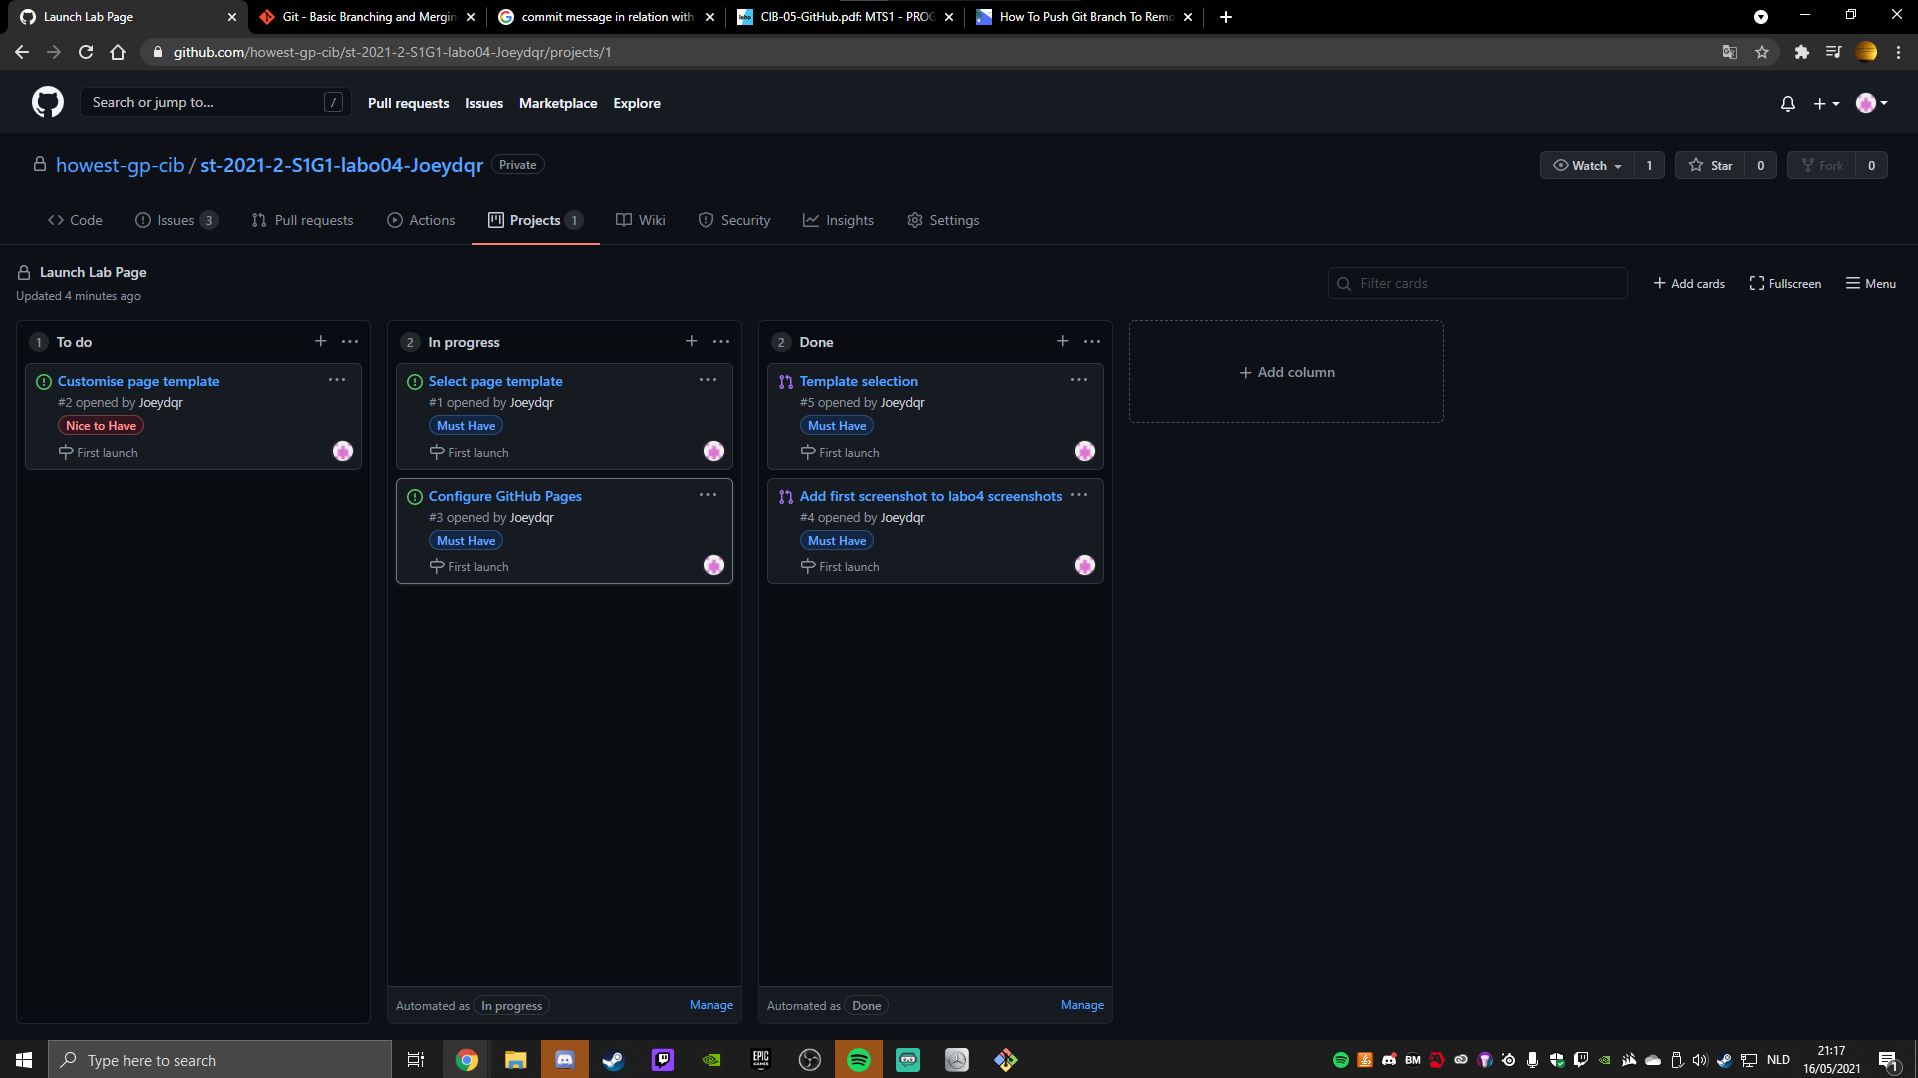 Launch Lab Page
Git - Basic Branching and Mergin
commit message in relation with
CIB-05-GitHub.pdf: MTS1 - PROG
How To Push Git Branch To Remo
github.com/howest-gp-cib/st-2021-2-S1G1-labo04-Joeydqr/projects/1
Search or jump to... /
Pull requests Issues Marketplace Explore
howest-gp-cib / st-2021-2-S1G1-labo04-Joeydqr Private
Watch 1 Star 0 Fork 0
Code Issues 3 Pull requests Actions Projects 1 Wiki Security Insights Settings
Launch Lab Page
Updated 4 minutes ago
Filter cards
+ Add cards Fullscreen Menu
1 To do
Customise page template
#2 opened by Joeydqr
Nice to Have
First launch
2 In progress
Select page template
#1 opened by Joeydqr
Must Have
First launch
Configure GitHub Pages
#3 opened by Joeydqr
Must Have
First launch
Automated as In progress Manage
2 Done
Template selection
#5 opened by Joeydqr
Must Have
First launch
Add first screenshot to labo4 screenshots
#4 opened by Joeydqr
Must Have
First launch
Automated as Done Manage
+ Add column
Type here to search
EPIC GAMES
BM
NLD
21:17
16/05/2021
1